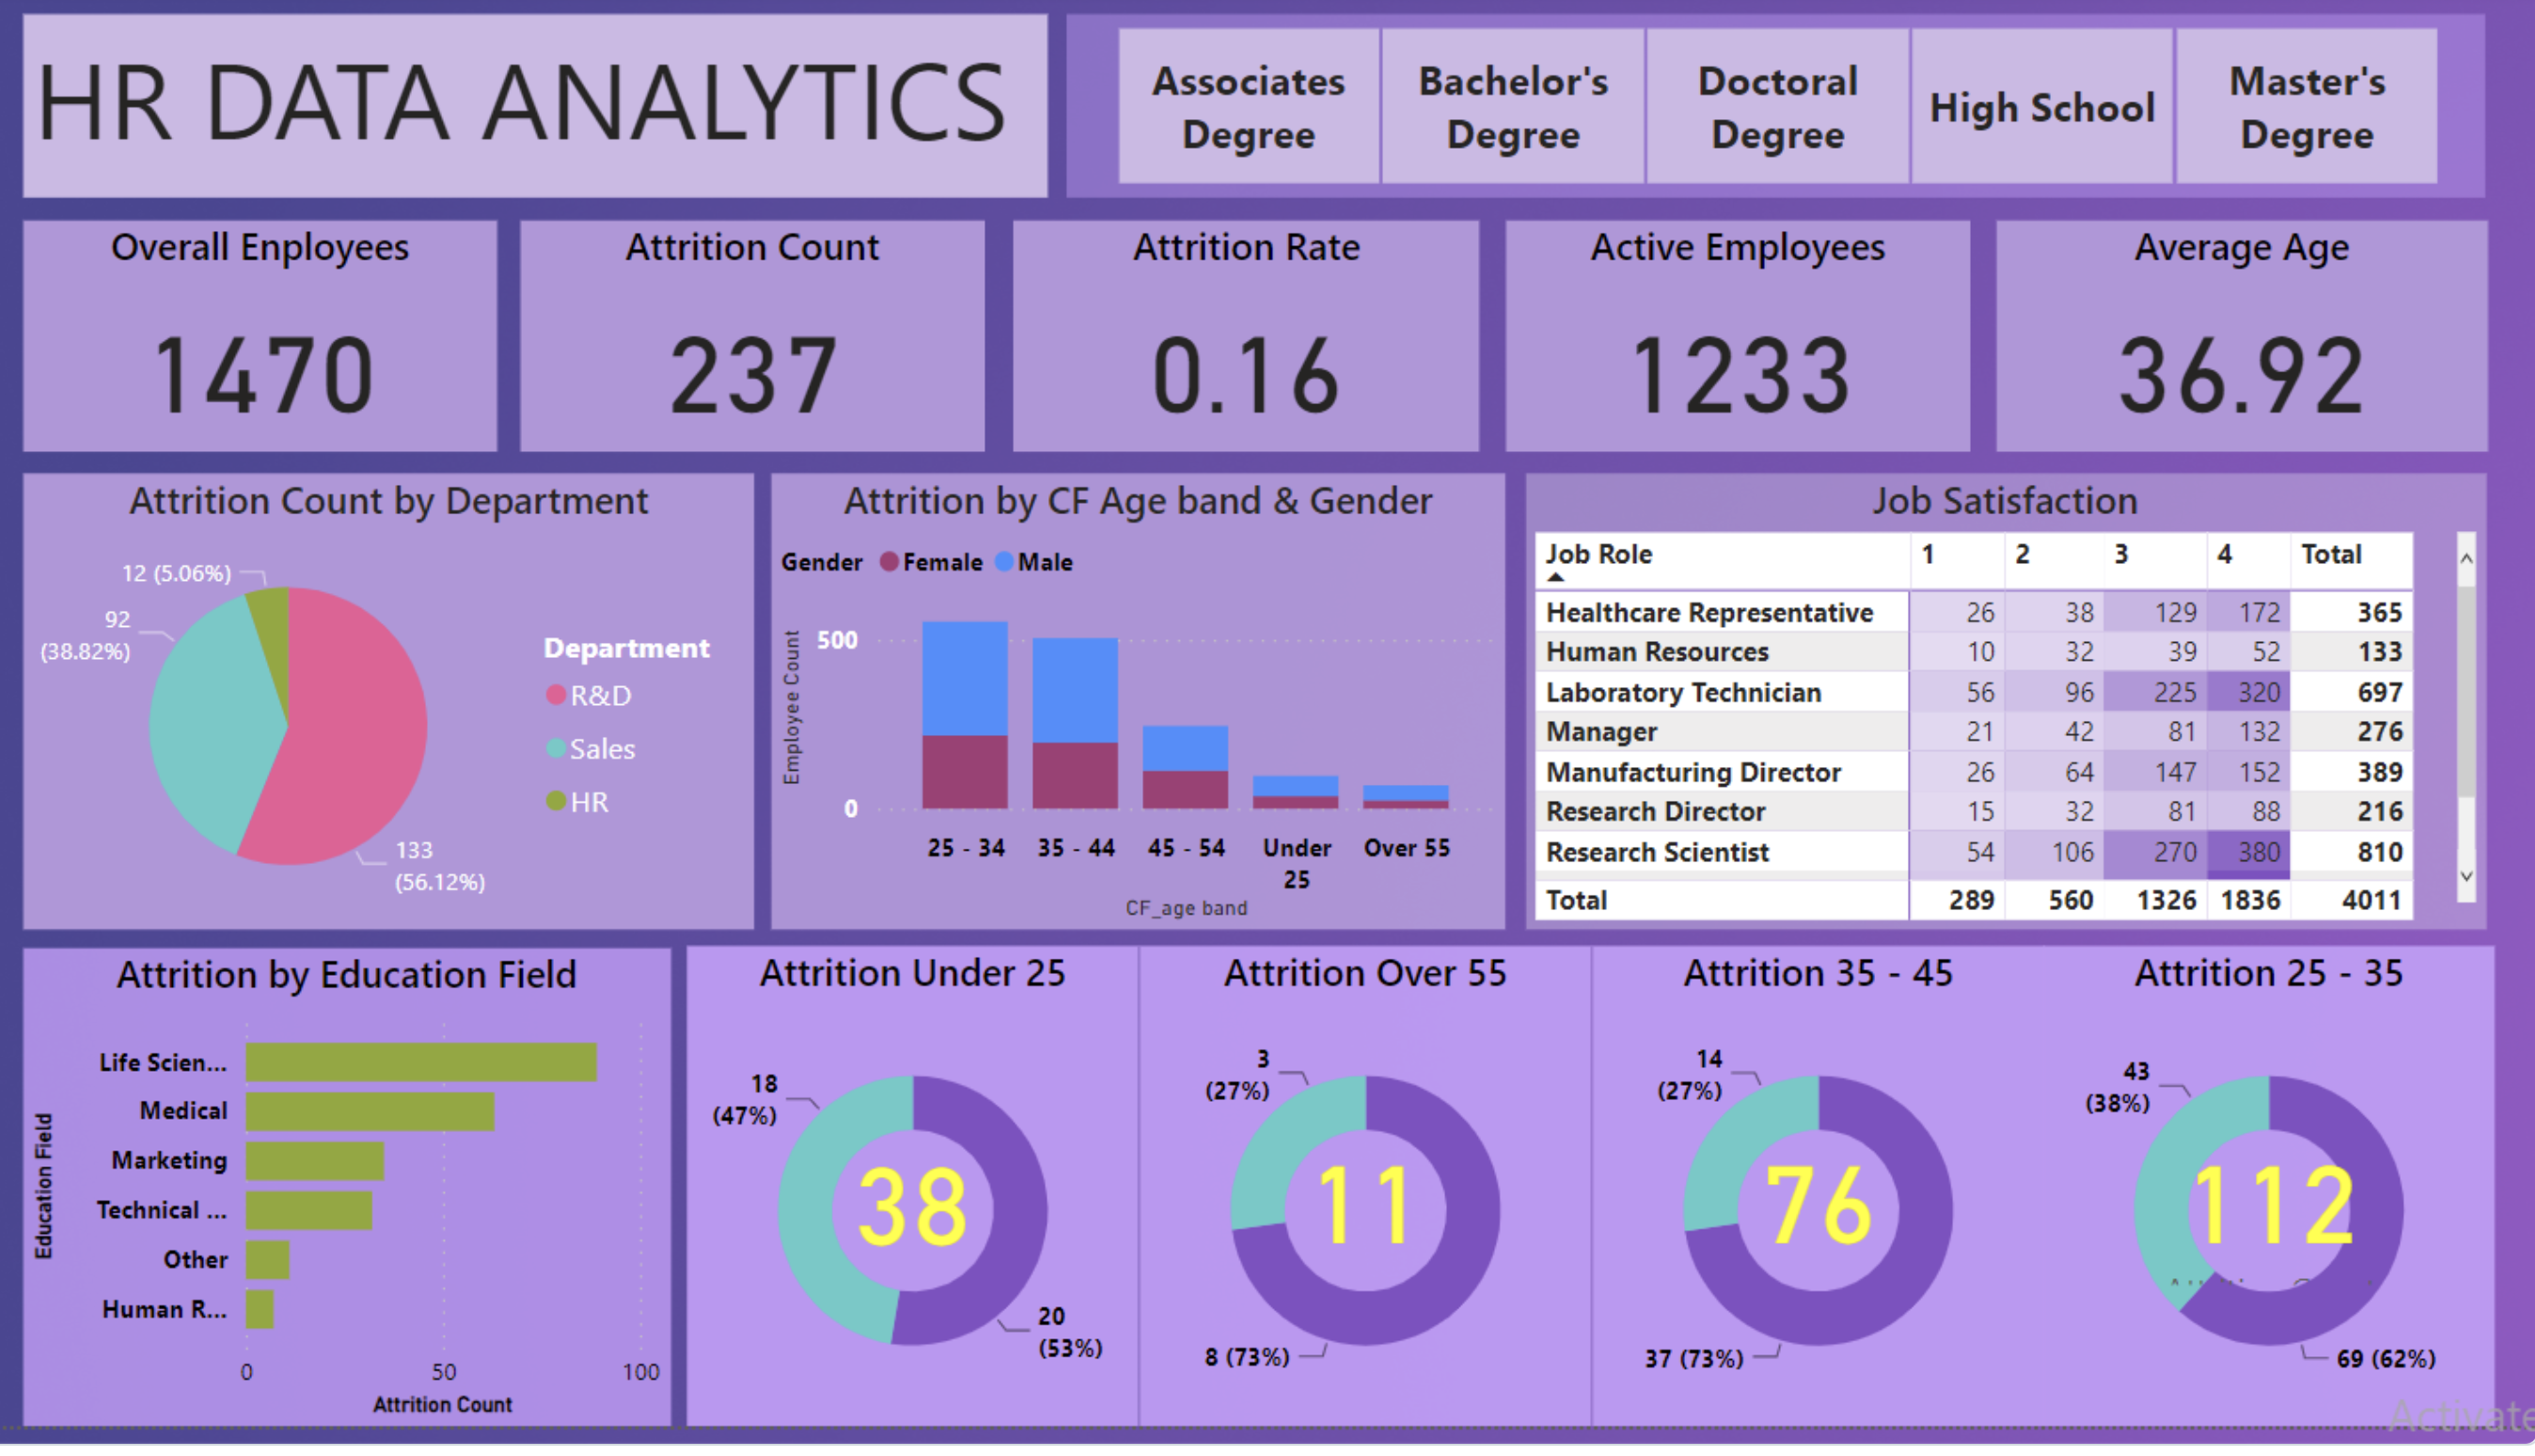 HR DATA ANALYTICS
Associates
Degree
Bachelor's
Degree
Doctoral
Degree
High School
Master's
Degree
Overall Enployees
1470
Attrition Count
237
Attrition Rate
0.16
Active Employees
1233
Average Age
36.92
Attrition Count by Department
12 (5.06%)
92
(38.82%)
133
(56.12%)
Department
R&D
Sales
HR
Attrition by CF Age band & Gender
Gender Female Male
Employee Count
500
0
25 - 34 35 - 44 45 - 54 Under 25 Over 55
CF_age band
Job Satisfaction
Job Role 1 2 3 4 Total
Healthcare Representative 26 38 129 172 365
Human Resources 10 32 39 52 133
Laboratory Technician 56 96 225 320 697
Manager 21 42 81 132 276
Manufacturing Director 26 64 147 152 389
Research Director 15 32 81 88 216
Research Scientist 54 106 270 380 810
Total 289 560 1326 1836 4011
Attrition by Education Field
Education Field
Life Scien...
Medical
Marketing
Technical ...
Other
Human R...
0 50 100
Attrition Count
Attrition Under 25
18
(47%)
38
20
(53%)
Attrition Over 55
3
(27%)
11
8 (73%)
Attrition 35 - 45
14
(27%)
76
37 (73%)
Attrition 25 - 35
43
(38%)
112
69 (62%)
Activate